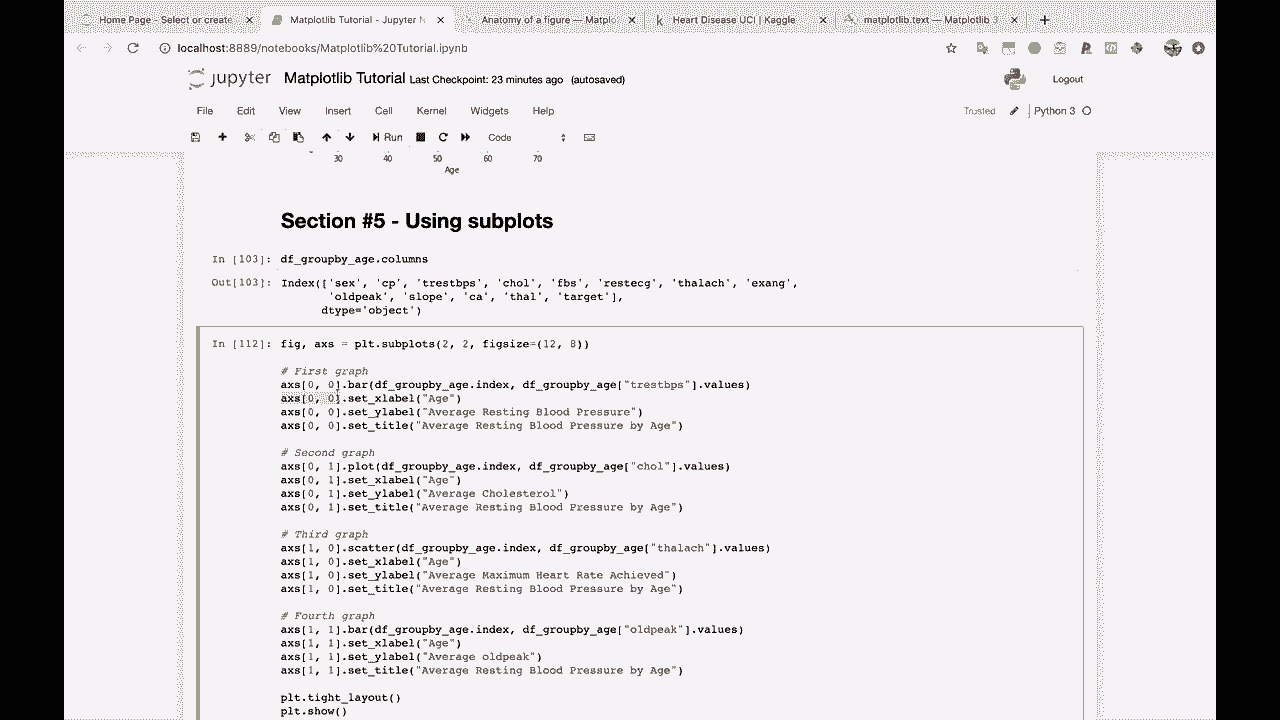 Home Page - Select or create
Matplotlib Tutorial - Jupyter N
Anatomy of a figure — Matplo
Heart Disease UCI | Kaggle
matplotlib.text — Matplotlib 3
localhost:8889/notebooks/Matplotlib%20Tutorial.ipynb
jupyter Matplotlib Tutorial Last Checkpoint: 23 minutes ago (autosaved)
Logout
File Edit View Insert Cell Kernel Widgets Help
Trusted Python 3
Run Code
30 40 50 60 70
Age
Section #5 - Using subplots
In [103]: df_groupby_age.columns
Out[103]: Index(['sex', 'cp', 'trestbps', 'chol', 'fbs', 'restecg', 'thalach', 'exang',
'oldpeak', 'slope', 'ca', 'thal', 'target'],
dtype='object')
In [112]: fig, axs = plt.subplots(2, 2, figsize=(12, 8))
# First graph
axs[0, 0].bar(df_groupby_age.index, df_groupby_age["trestbps"].values)
axs[0, 0].set_xlabel("Age")
axs[0, 0].set_ylabel("Average Resting Blood Pressure")
axs[0, 0].set_title("Average Resting Blood Pressure by Age")
# Second graph
axs[0, 1].plot(df_groupby_age.index, df_groupby_age["chol"].values)
axs[0, 1].set_xlabel("Age")
axs[0, 1].set_ylabel("Average Cholesterol")
axs[0, 1].set_title("Average Resting Blood Pressure by Age")
# Third graph
axs[1, 0].scatter(df_groupby_age.index, df_groupby_age["thalach"].values)
axs[1, 0].set_xlabel("Age")
axs[1, 0].set_ylabel("Average Maximum Heart Rate Achieved")
axs[1, 0].set_title("Average Resting Blood Pressure by Age")
# Fourth graph
axs[1, 1].bar(df_groupby_age.index, df_groupby_age["oldpeak"].values)
axs[1, 1].set_xlabel("Age")
axs[1, 1].set_ylabel("Average oldpeak")
axs[1, 1].set_title("Average Resting Blood Pressure by Age")
plt.tight_layout()
plt.show()